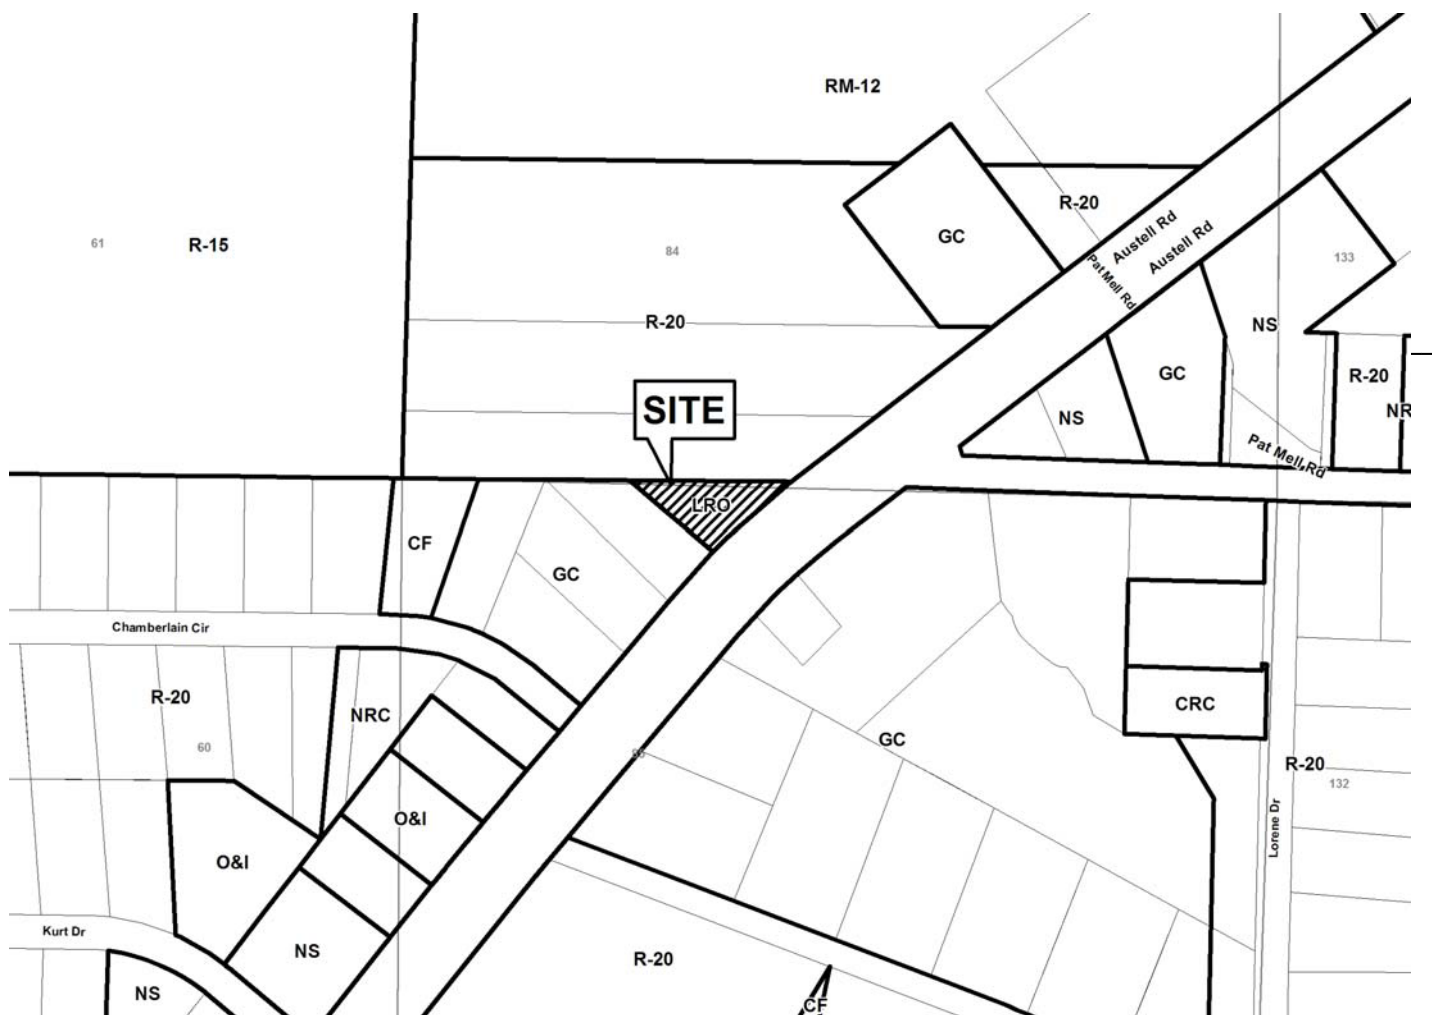 RM-12
R-20
GC
Austell Rd
Austell Rd
Pat Mell Rd
61
R-15
84
133
R-20
NS
GC
R-20
NR
NS
SITE
Pat Mell Rd
LRO
CF
GC
Chamberlain Cir
R-20
NRC
60
CRC
GC
R-20
132
O&I
O&I
Lorene Dr
Kurt Dr
NS
R-20
NS
CF